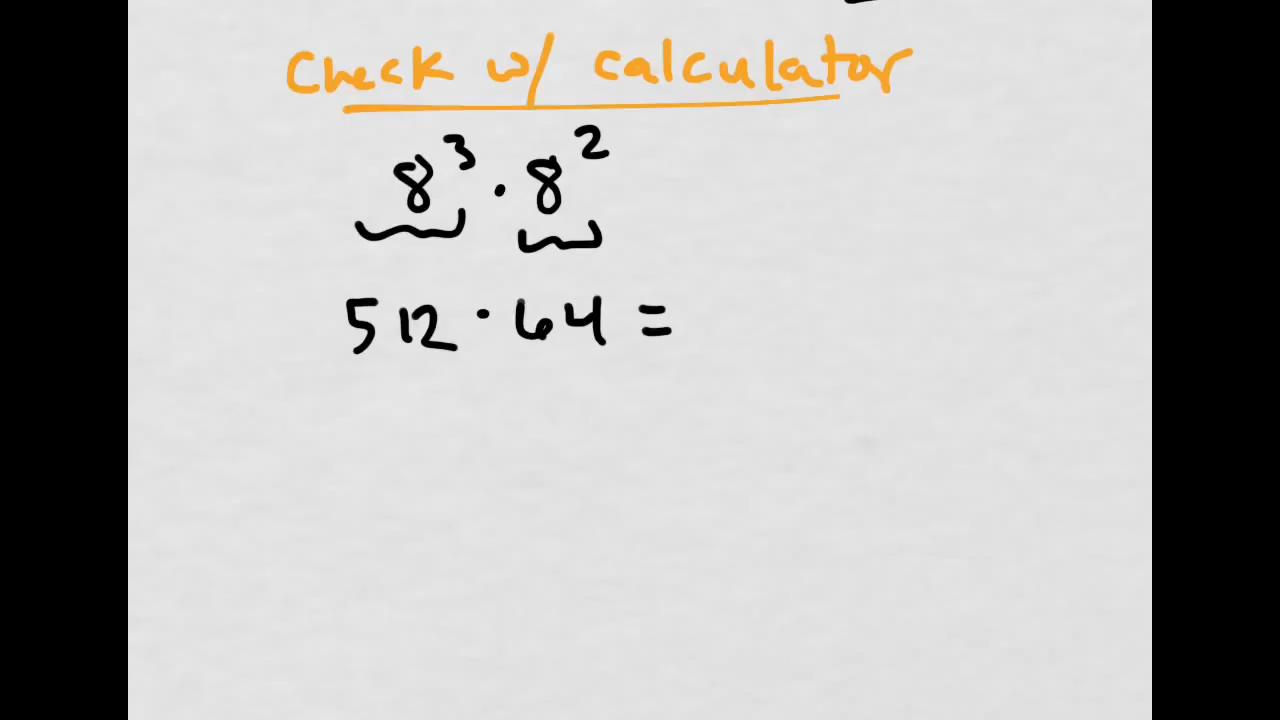 Check w/ calculator
8³ · 8²
512 · 64 =